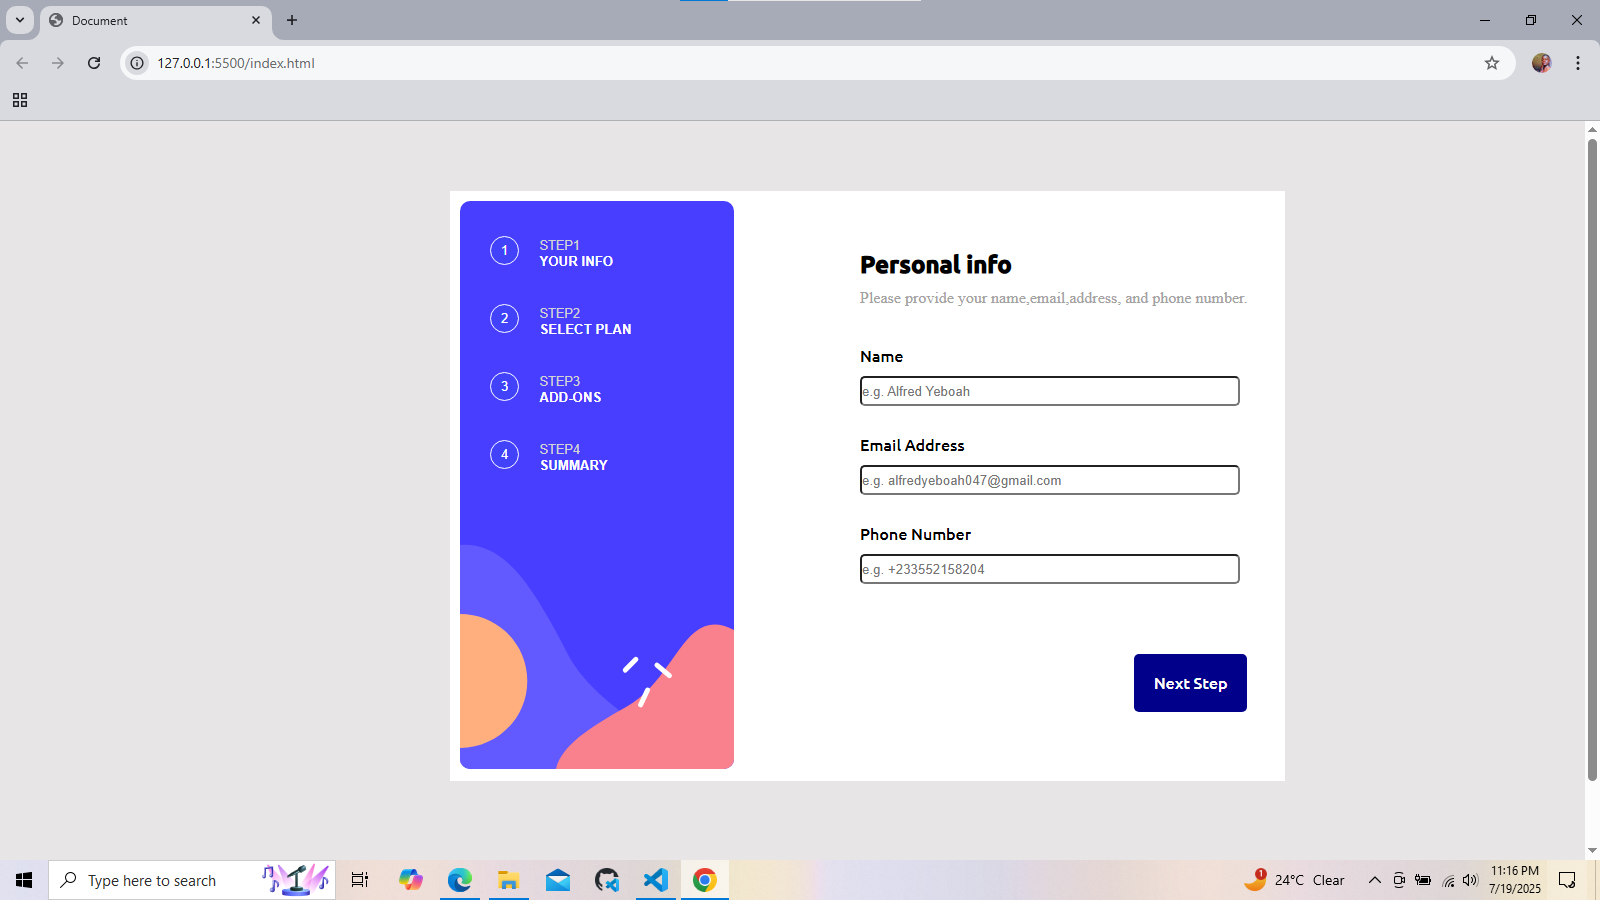 Document
127.0.0.1:5500/index.html
1
STEP1
YOUR INFO
2
STEP2
SELECT PLAN
3
STEP3
ADD-ONS
4
STEP4
SUMMARY
Personal info
Please provide your name,email,address, and phone number.
Name
e.g. Alfred Yeboah
Email Address
e.g. alfredyeboah047@gmail.com
Phone Number
e.g. +233552158204
Next Step
Type here to search
1
24°C Clear
11:16 PM
7/19/2025